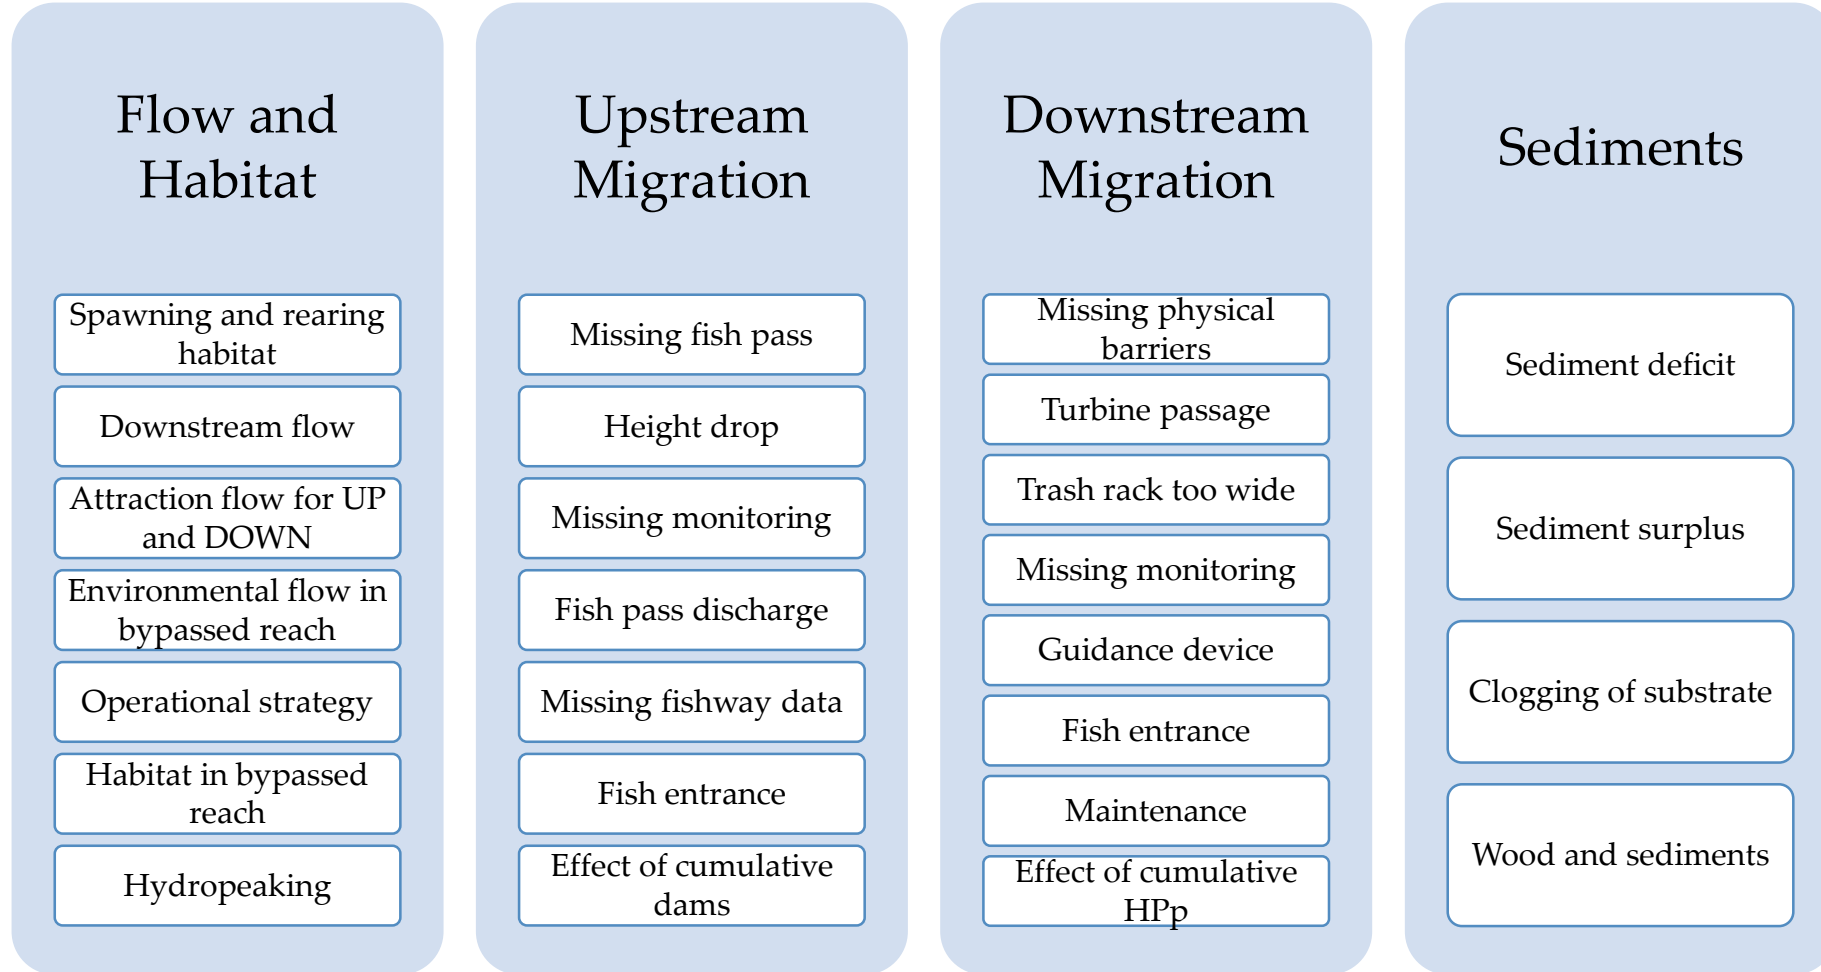 Flow and
Habitat
Spawning and rearing
habitat
Downstream flow
Attraction flow for UP
and DOWN
Environmental flow in
bypassed reach
Operational strategy
Habitat in bypassed
reach
Hydropeaking
Upstream
Migration
Missing fish pass
Height drop
Missing monitoring
Fish pass discharge
Missing fishway data
Fish entrance
Effect of cumulative
dams
Downstream
Migration
Missing physical
barriers
Turbine passage
Trash rack too wide
Missing monitoring
Guidance device
Fish entrance
Maintenance
Effect of cumulative
HPp
Sediments
Sediment deficit
Sediment surplus
Clogging of substrate
Wood and sediments